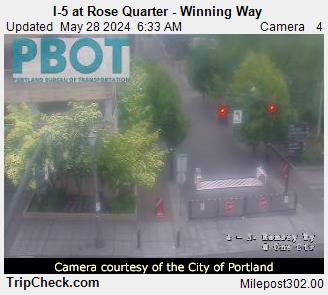 I-5 at Rose Quarter - Winning Way
Updated May 28 2024 6:33 AM Camera 4
PBOT
PORTLAND BUREAU OF TRANSPORTATION
Camera courtesy of the City of Portland
TripCheck.com Milepost302.00